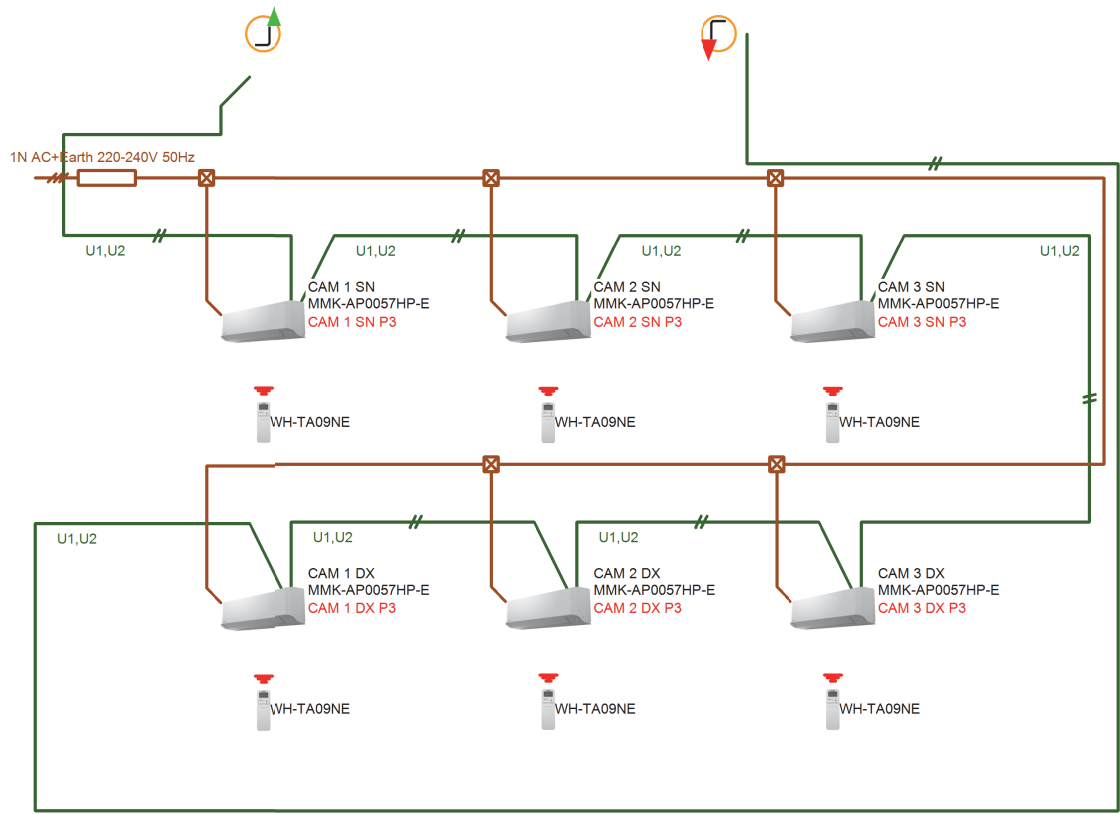 1N AC+Earth 220-240V 50Hz
U1,U2
U1,U2
U1,U2
U1,U2
CAM 1 SN
MMK-AP0057HP-E
CAM 1 SN P3
CAM 2 SN
MMK-AP0057HP-E
CAM 2 SN P3
CAM 3 SN
MMK-AP0057HP-E
CAM 3 SN P3
WH-TA09NE
WH-TA09NE
WH-TA09NE
U1,U2
U1,U2
U1,U2
CAM 1 DX
MMK-AP0057HP-E
CAM 1 DX P3
CAM 2 DX
MMK-AP0057HP-E
CAM 2 DX P3
CAM 3 DX
MMK-AP0057HP-E
CAM 3 DX P3
WH-TA09NE
WH-TA09NE
WH-TA09NE